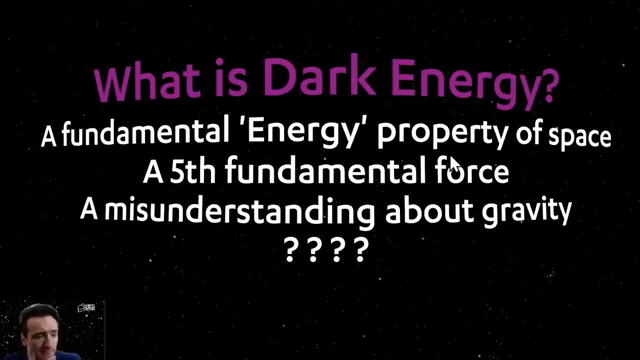 What is Dark Energy?
A fundamental 'Energy' property of space
A 5th fundamental force
A misunderstanding about gravity
? ? ? ?